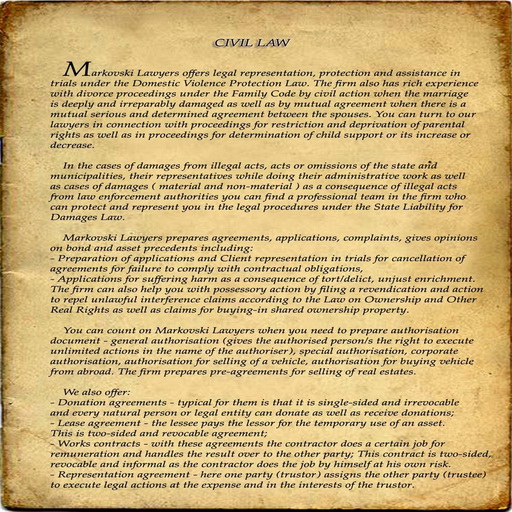 CIVIL LAW
Markovski Lawyers offers legal representation, protection and assistance in
trials under the Domestic Violence Protection Law. The firm also has rich experience
with divorce proceedings under the Family Code by civil action when the marriage
is deeply and irreparably damaged as well as by mutual agreement when there is a
mutual serious and determined agreement between the spouses. You can turn to our
lawyers in connection with proceedings for restriction and deprivation of parental
rights as well as in proceedings for determination of child support or its increase or
decrease.
In the cases of damages from illegal acts, acts or omissions of the state and
municipalities, their representatives while doing their administrative work as well
as cases of damages ( material and non-material ) as a consequence of illegal acts
from law enforcement authorities you can find a professional team in the firm who
can protect and represent you in the legal procedures under the State Liability for
Damages Law.
Markovski Lawyers prepares agreements, applications, complaints, gives opinions
on bond and asset precedents including:
- Preparation of applications and Client representation in trials for cancellation of
agreements for failure to comply with contractual obligations,
- Applications for suffering harm as a consequence of tort/delict, unjust enrichment.
The firm can also help you with possessory action by filing a revendication and action
to repel unlawful interference claims according to the Law on Ownership and Other
Real Rights as well as claims for buying-in shared ownership property.
You can count on Markovski Lawyers when you need to prepare authorisation
document - general authorisation (gives the authorised person/s the right to execute
unlimited actions in the name of the authoriser), special authorisation, corporate
authorisation, authorisation for selling of a vehicle, authorisation for buying vehicle
from abroad. The firm prepares pre-agreements for selling of real estates.
We also offer:
- Donation agreements - typical for them is that it is single-sided and irrevocable
and every natural person or legal entity can donate as well as receive donations;
- Lease agreement - the lessee pays the lessor for the temporary use of an asset.
This is two-sided and revocable agreement;
- Works contracts - with these agreements the contractor does a certain job for
remuneration and handles the result over to the other party; This contract is two-sided,
revocable and informal as the contractor does the job by himself at his own risk.
- Representation agreement - here one party (trustor) assigns the other party (trustee)
to execute legal actions at the expense and in the interests of the trustor.